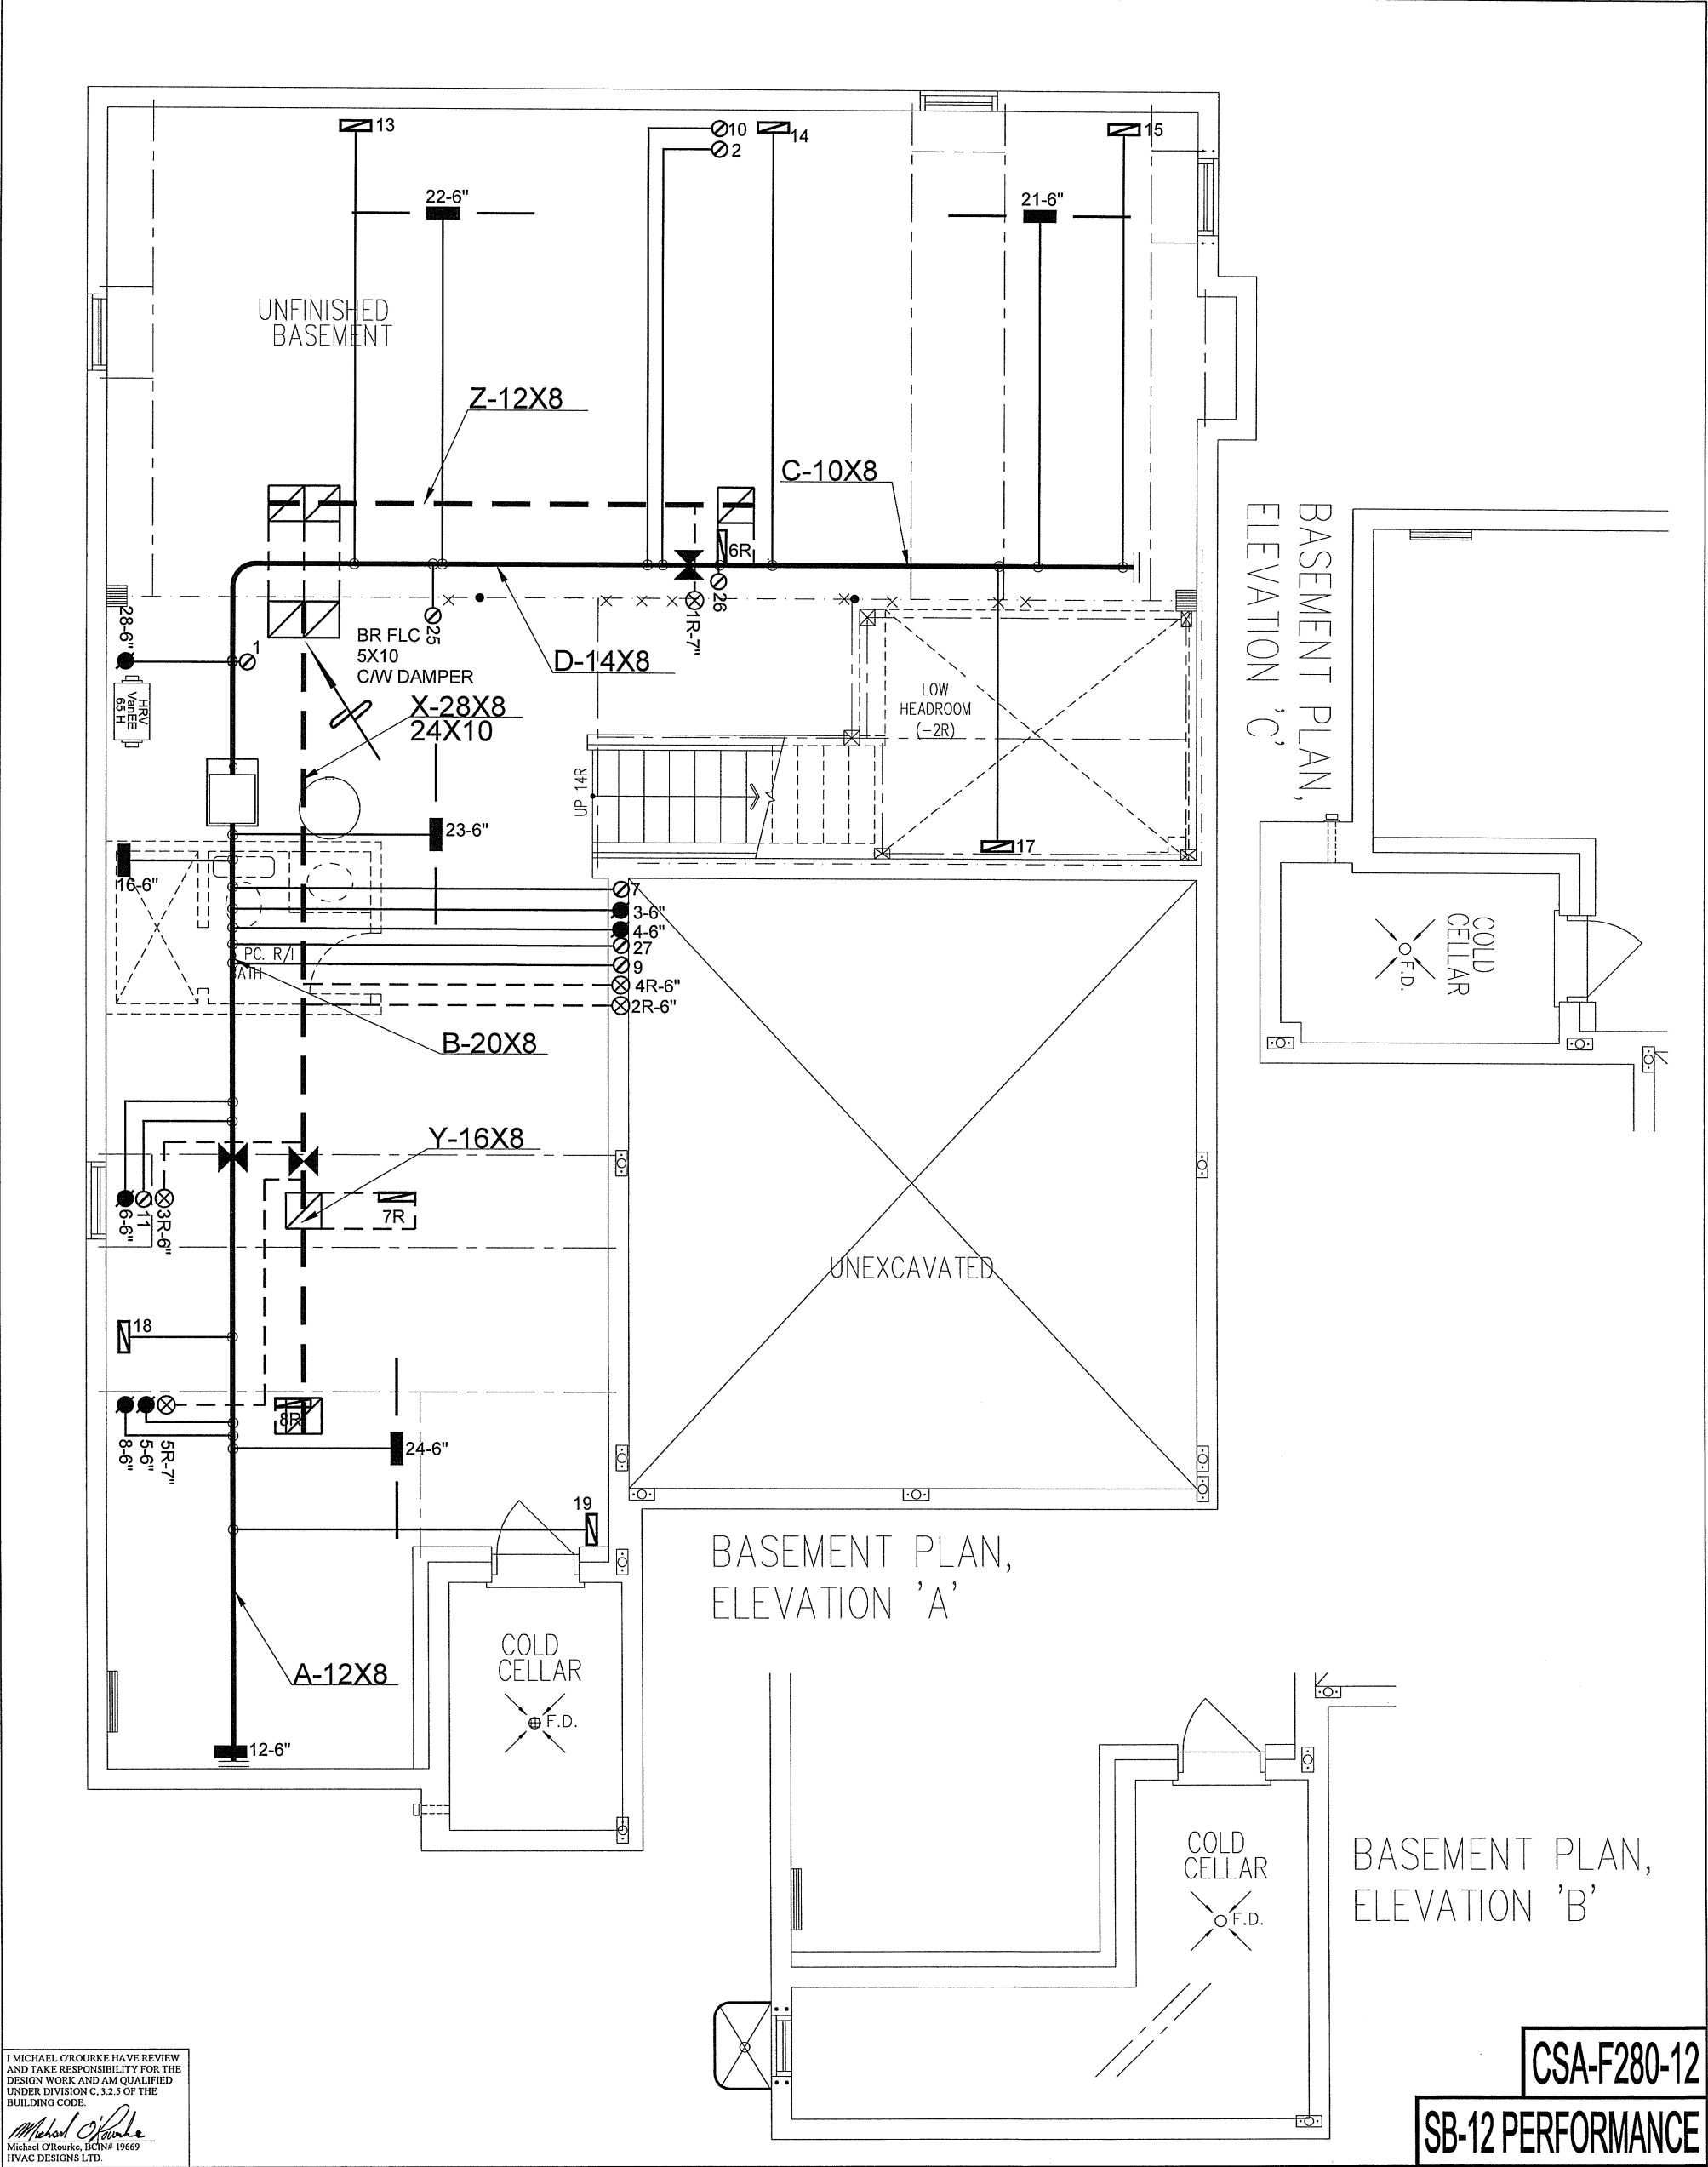 13
10
2
14
15
22-6"
21-6"
UNFINISHED
BASEMENT
Z-12X8
C-10X8
BASEMENT PLAN,
ELEVATION 'C'
6R
26
1R-7"
25
28-6"
1
BR FLC
5X10
C/W DAMPER
D-14X8
HRV
VanEE
65 H
X-28X8
24X10
LOW
HEADROOM
(-2R)
UP 14R
23-6"
17
16-6"
7
3-6"
4-6"
27
9
PC. R/I
4R-6"
2R-6"
COLD
CELLAR
F.D.
B-20X8
Y-16X8
6-6"
11
3R-6"
7R
UNEXCAVATED
18
8R
8-6"
5-6"
5R-7"
24-6"
19
BASEMENT PLAN,
ELEVATION 'A'
COLD
CELLAR
F.D.
A-12X8
12-6"
COLD
CELLAR
F.D.
BASEMENT PLAN,
ELEVATION 'B'
I MICHAEL O'ROURKE HAVE REVIEW
AND TAKE RESPONSIBILITY FOR THE
DESIGN WORK AND AM QUALIFIED
UNDER DIVISION C, 3.2.5 OF THE
BUILDING CODE.
Michael O'Rourke
Michael O'Rourke, BCIN# 19669
HVAC DESIGNS LTD.
CSA-F280-12
SB-12 PERFORMANCE